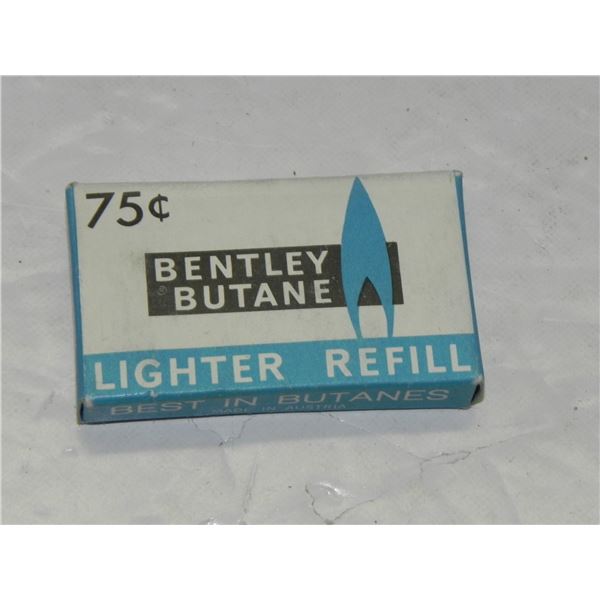 75¢
BENTLEY
® BUTANE
LIGHTER REFILL
BEST IN BUTANES
MADE IN AUSTRIA